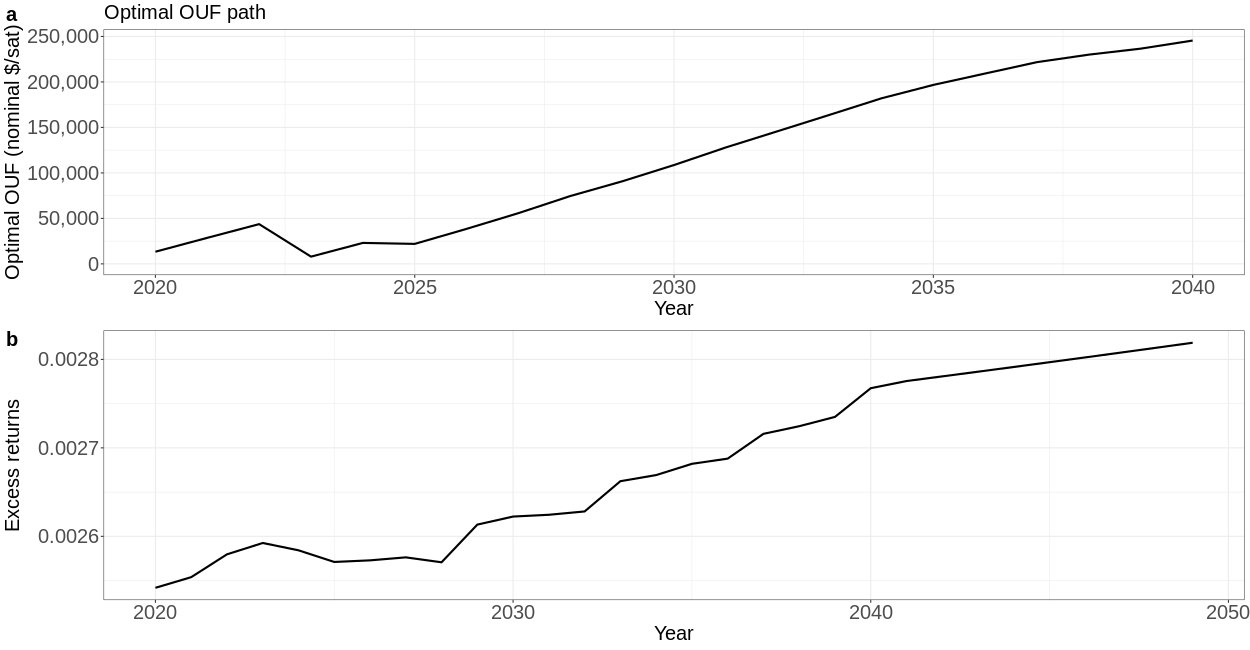 a
Optimal OUF path
Optimal OUF (nominal $/sat)
250,000
200,000
150,000
100,000
50,000
0
2020 2025 2030 2035 2040
Year
b
Excess returns
0.0028
0.0027
0.0026
2020 2030 2040 2050
Year